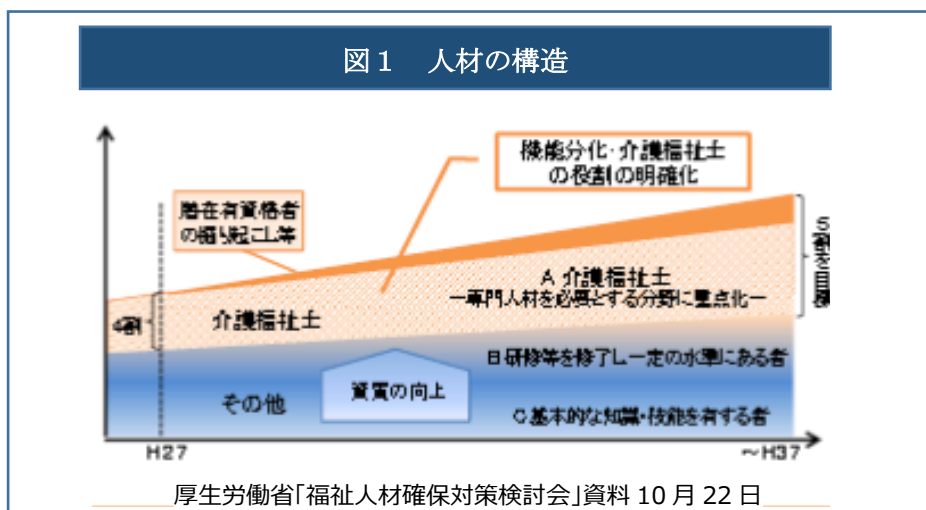 図１　人材の構造
機能分化・介護福祉士
の役割の明確化
潜在有資格者
の掘り起こし等
5割を目標
A 介護福祉士
ー専門人材を必要とする分野に重点化ー
4割
介護福祉士
B 研修等を修了し一定の水準にある者
資質の向上
その他
C 基本的な知識・技能を有する者
H27
～H37
厚生労働省「福祉人材確保対策検討会」資料 10 月 22 日